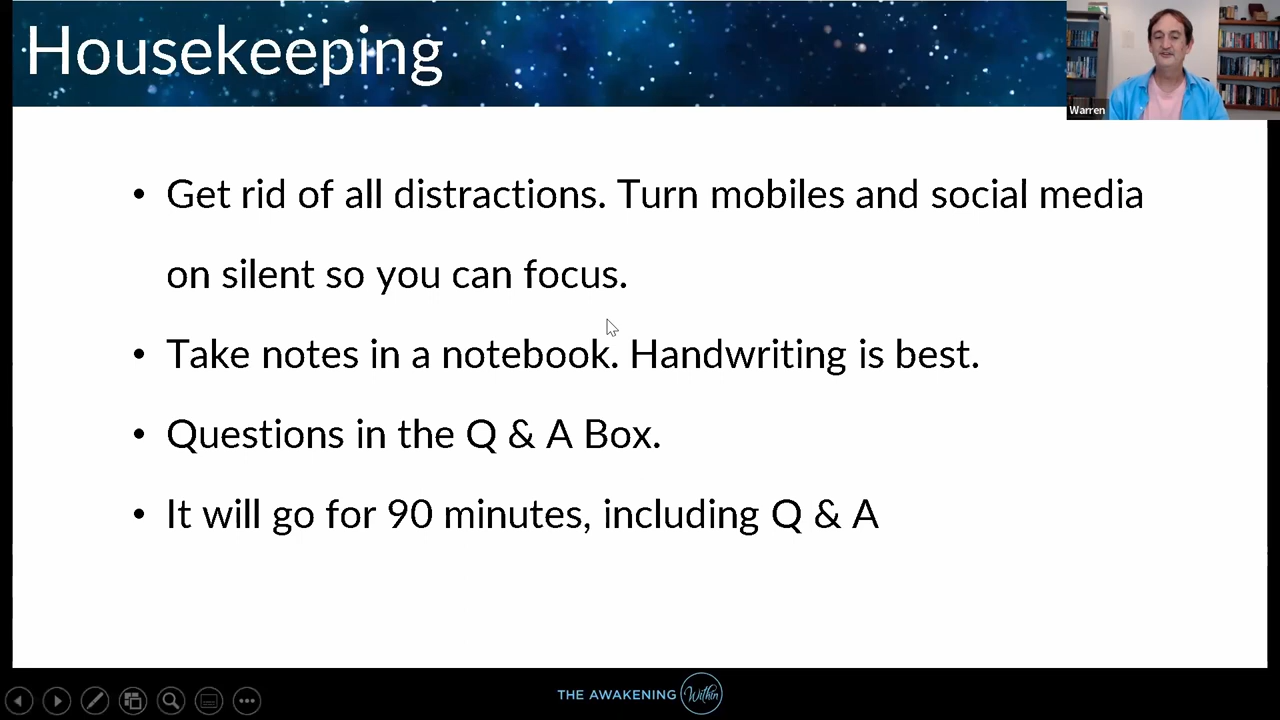 Housekeeping
Warren
• Get rid of all distractions. Turn mobiles and social media
on silent so you can focus.
• Take notes in a notebook. Handwriting is best.
• Questions in the Q & A Box.
• It will go for 90 minutes, including Q & A
THE AWAKENING Within